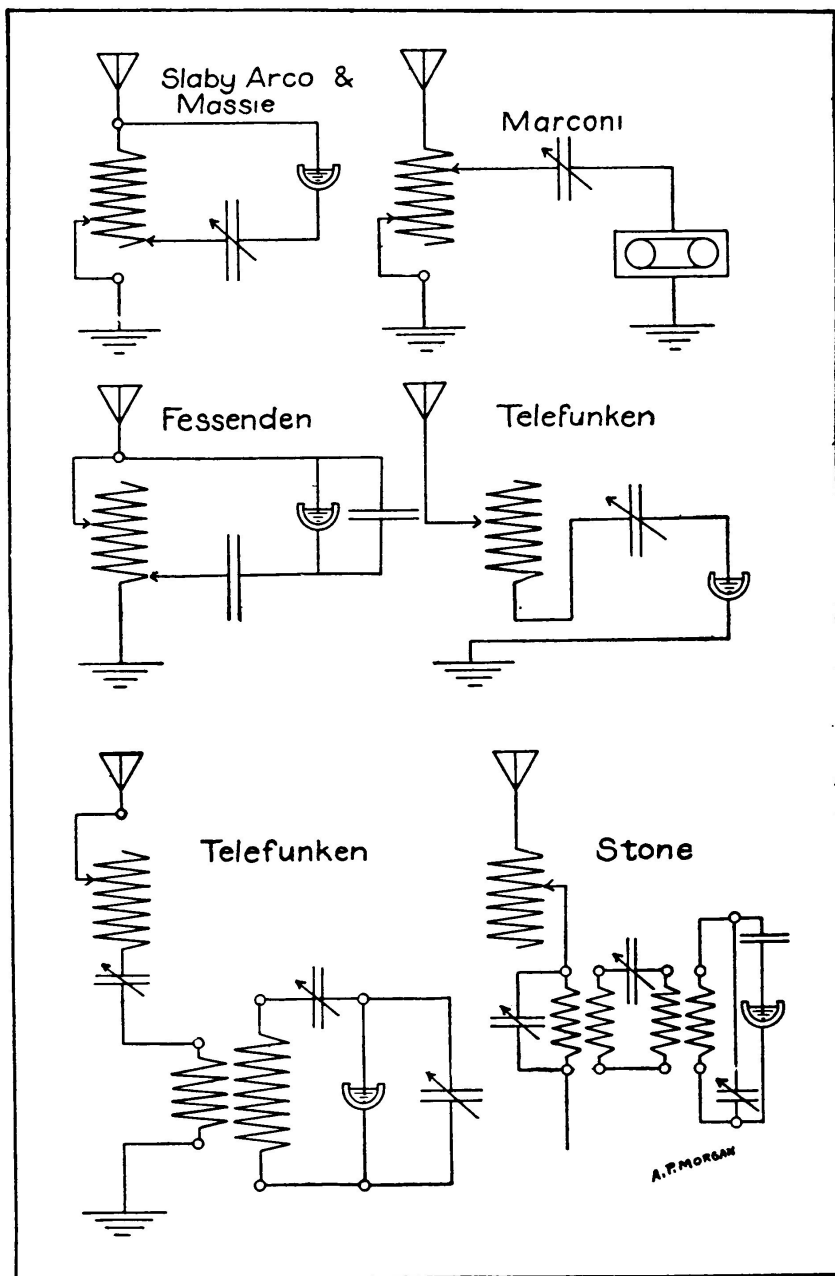 Slaby Arco &
Massie
Marconi
Fessenden
Telefunken
Telefunken
Stone
A.P. MORGAN